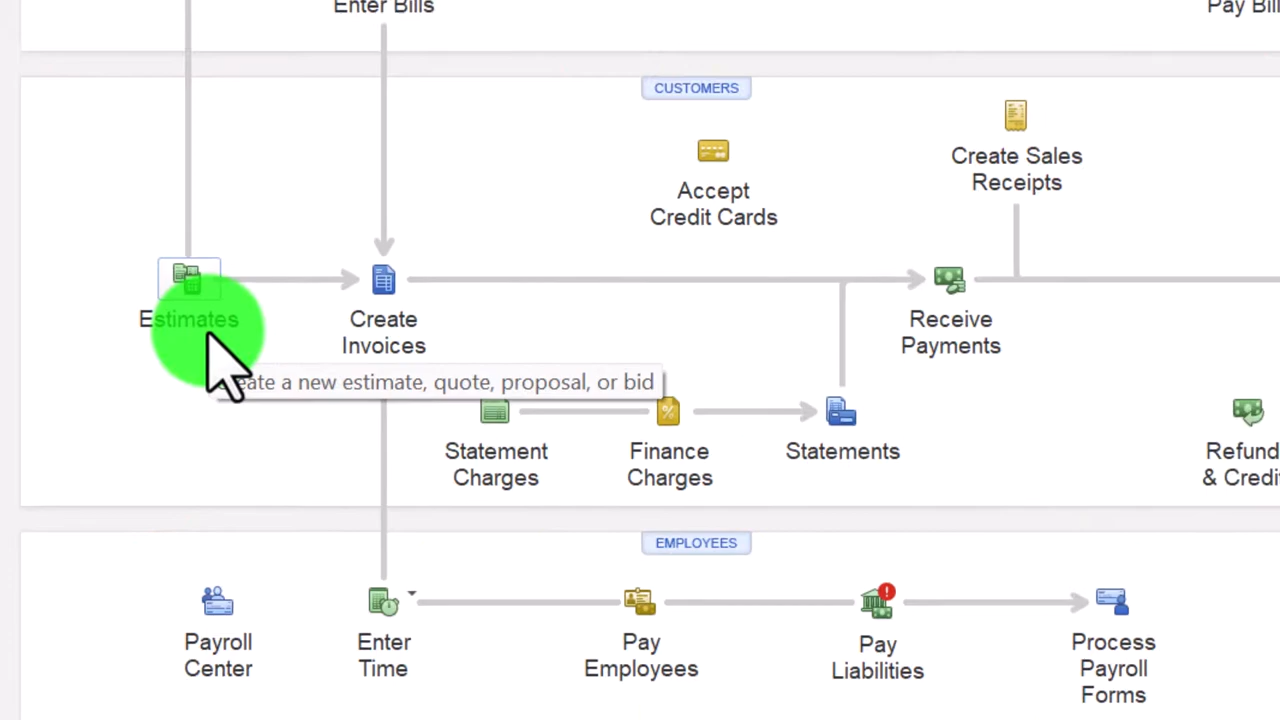 Enter Bills
Pay Bill
CUSTOMERS
Create Sales
Receipts
Accept
Credit Cards
Estimates
Create
Invoices
Receive
Payments
Create a new estimate, quote, proposal, or bid
Statement
Charges
Finance
Charges
Statements
Refund
& Credi
EMPLOYEES
Payroll
Center
Enter
Time
Pay
Employees
Pay
Liabilities
Process
Payroll
Forms